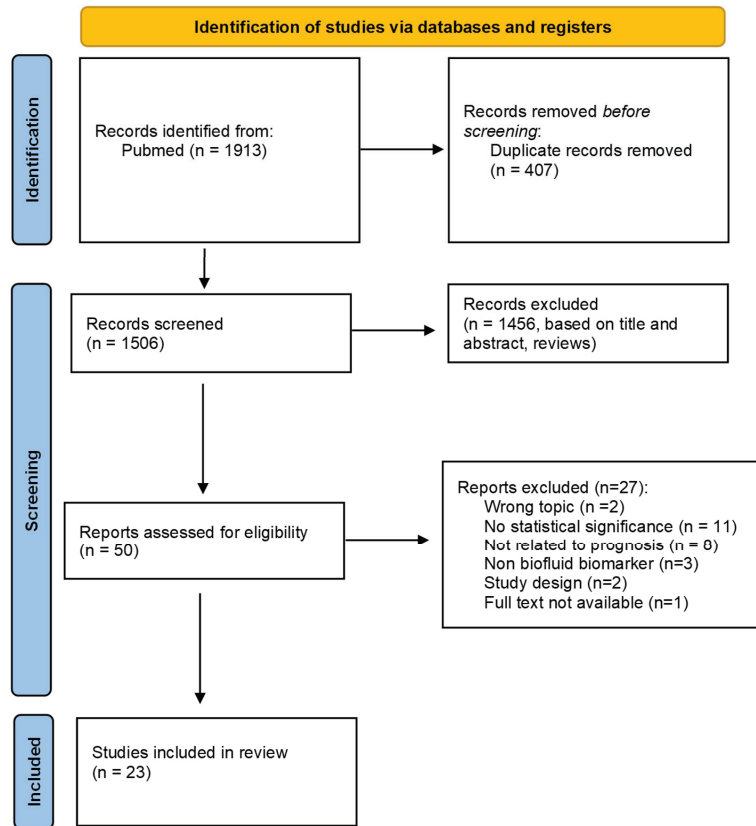 Identification of studies via databases and registers
Identification
Records identified from:
Pubmed (n = 1913)
Records removed before
screening:
Duplicate records removed
(n = 407)
Screening
Records screened
(n = 1506)
Records excluded
(n = 1456, based on title and
abstract, reviews)
Reports assessed for eligibility
(n = 50)
Reports excluded (n=27):
Wrong topic (n =2)
No statistical significance (n = 11)
Not related to prognosis (n = 8)
Non biofluid biomarker (n=3)
Study design (n=2)
Full text not available (n=1)
Included
Studies included in review
(n = 23)